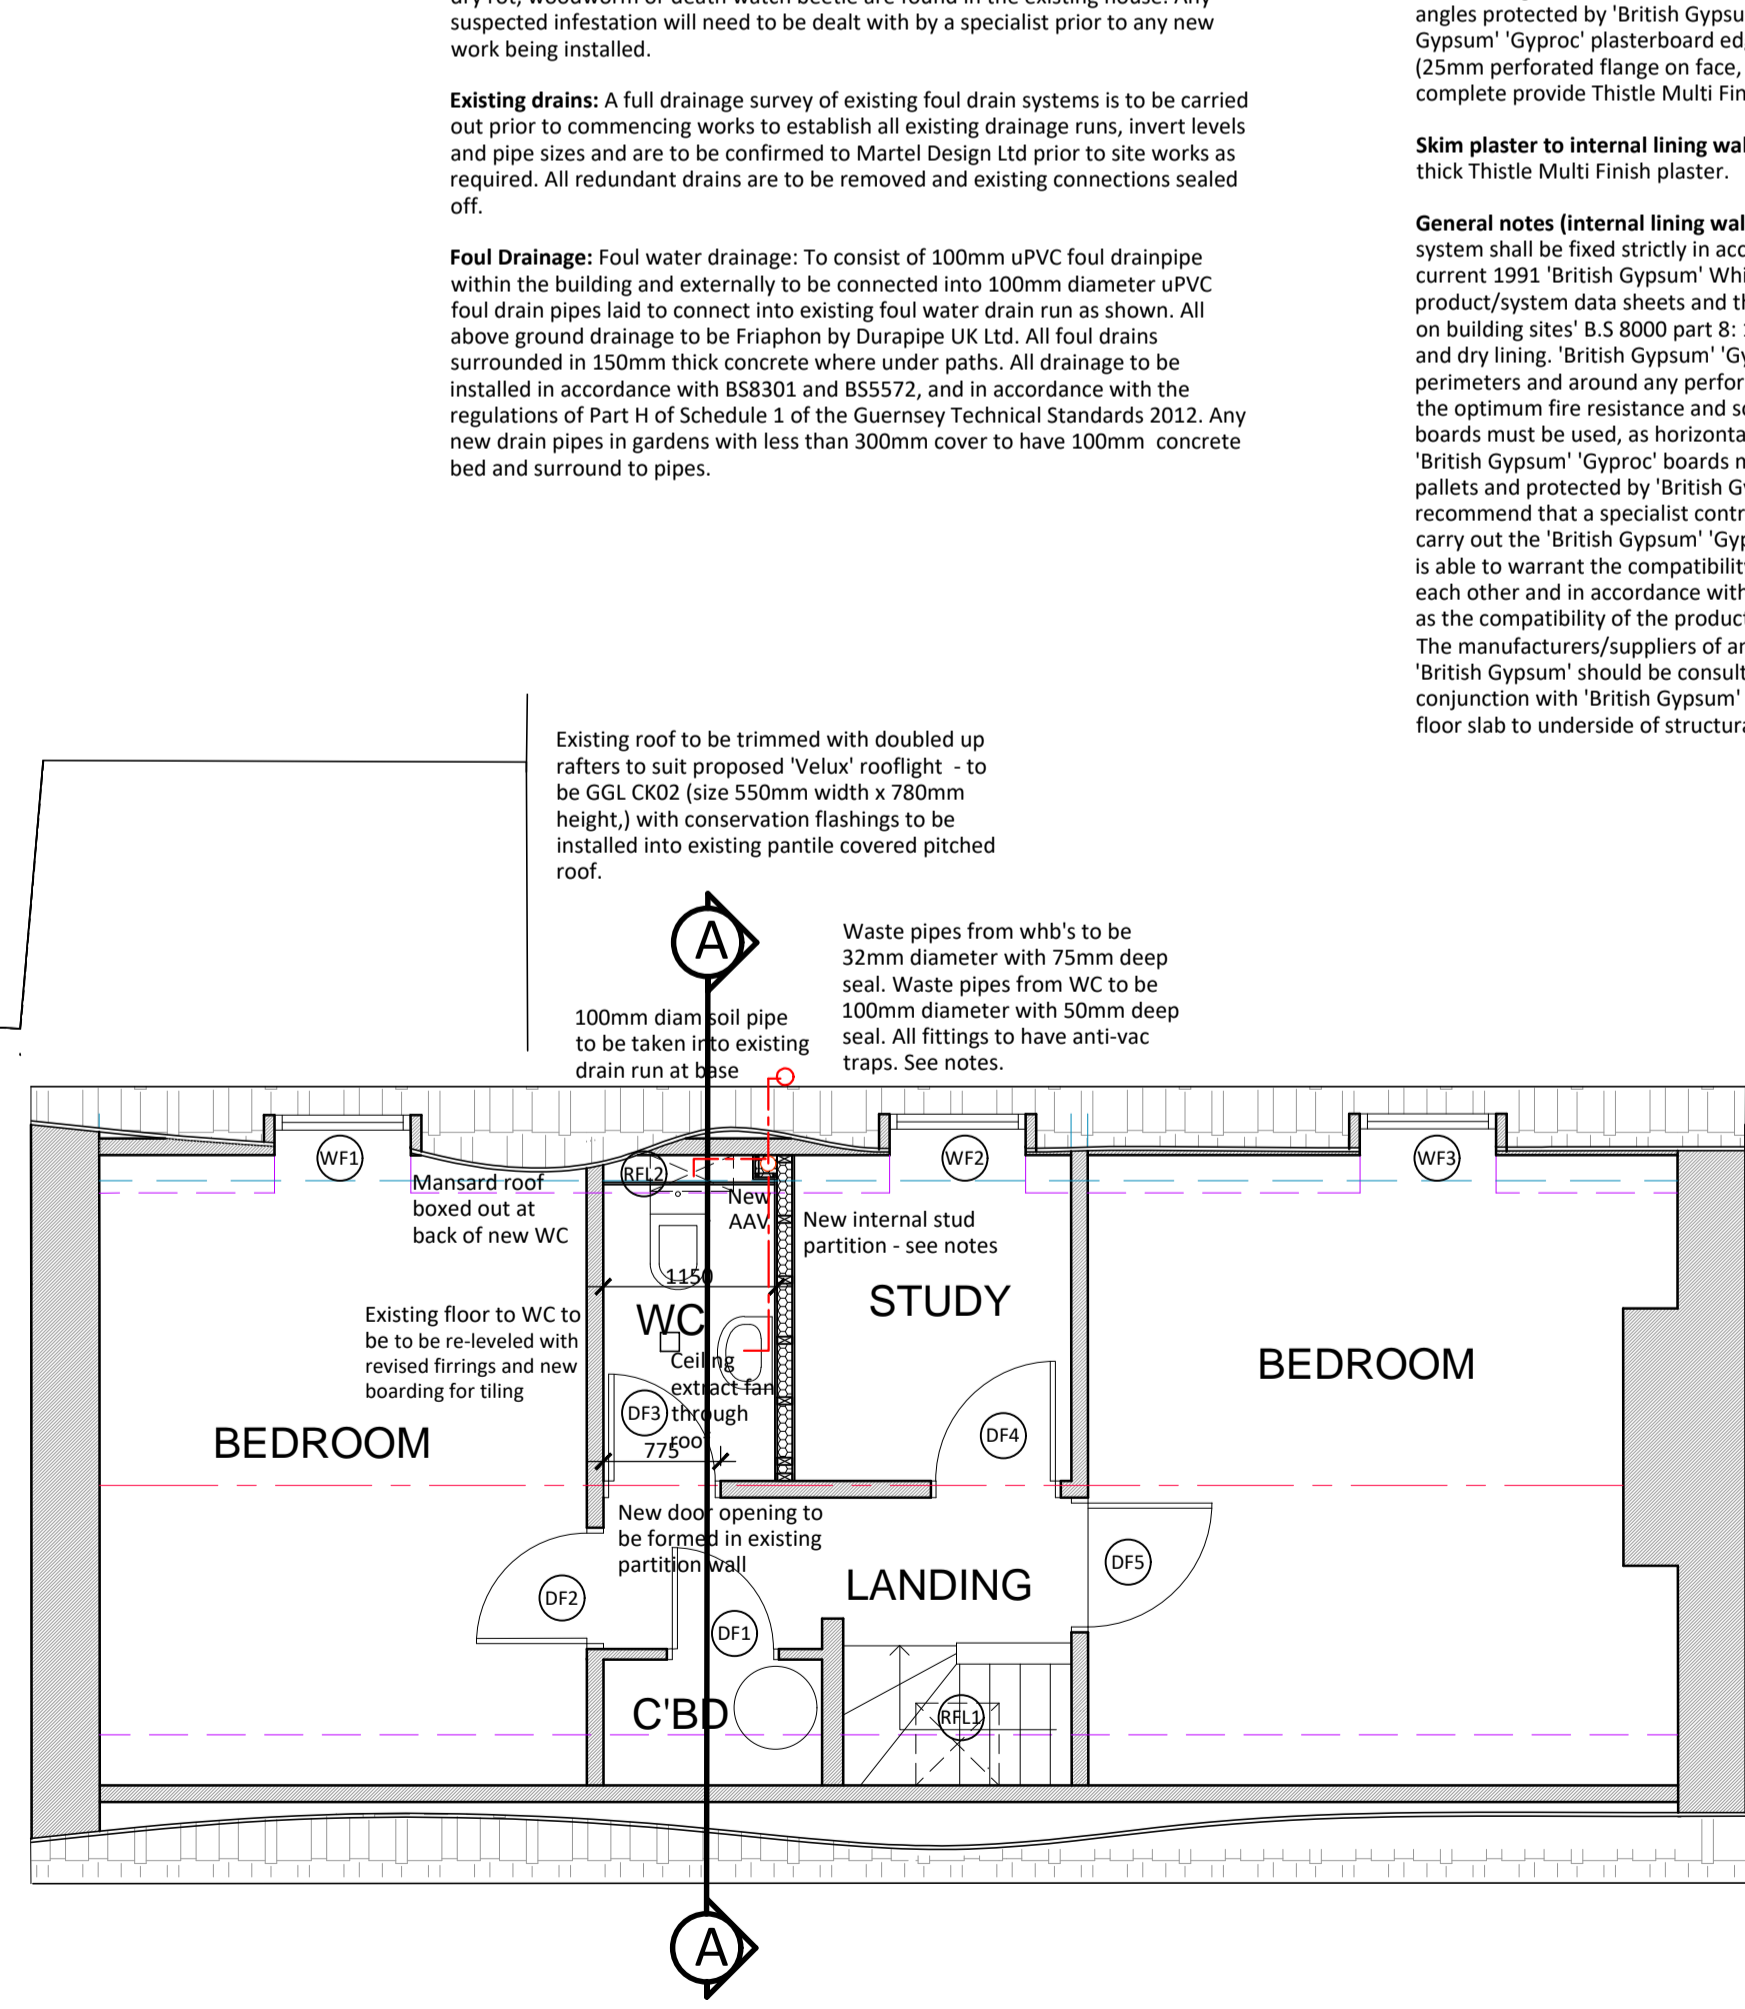 suspected infestation will need to be dealt with by a specialist prior to any new
work being installed.
Existing drains: A full drainage survey of existing foul drain systems is to be carried
out prior to commencing works to establish all existing drainage runs, invert levels
and pipe sizes and are to be confirmed to Martel Design Ltd prior to site works as
required. All redundant drains are to be removed and existing connections sealed
off.
Foul Drainage: Foul water drainage: To consist of 100mm uPVC foul drainpipe
within the building and externally to be connected into 100mm diameter uPVC
foul drain pipes laid to connect into existing foul water drain run as shown. All
above ground drainage to be Friaphon by Durapipe UK Ltd. All foul drains
surrounded in 150mm thick concrete where under paths. All drainage to be
installed in accordance with BS8301 and BS5572, and in accordance with the
regulations of Part H of Schedule 1 of the Guernsey Technical Standards 2012. Any
new drain pipes in gardens with less than 300mm cover to have 100mm concrete
bed and surround to pipes.
angles protected by 'British Gypsu
Gypsum' 'Gyproc' plasterboard ed
(25mm perforated flange on face,
complete provide Thistle Multi Fin
Skim plaster to internal lining wal
thick Thistle Multi Finish plaster.
General notes (internal lining wal
system shall be fixed strictly in acc
current 1991 'British Gypsum' Whi
product/system data sheets and th
on building sites' B.S 8000 part 8:
and dry lining. 'British Gypsum' 'Gy
perimeters and around any perfor
the optimum fire resistance and so
boards must be used, as horizonta
'British Gypsum' 'Gyproc' boards m
pallets and protected by 'British Gy
recommend that a specialist contr
carry out the 'British Gypsum' 'Gyp
is able to warrant the compatibility
each other and in accordance with
as the compatibility of the product
The manufacturers/suppliers of an
'British Gypsum' should be consult
conjunction with 'British Gypsum'
floor slab to underside of structura
Existing roof to be trimmed with doubled up
rafters to suit proposed 'Velux' rooflight - to
be GGL CK02 (size 550mm width x 780mm
height,) with conservation flashings to be
installed into existing pantile covered pitched
roof.
A
Waste pipes from whb's to be
32mm diameter with 75mm deep
seal. Waste pipes from WC to be
100mm diameter with 50mm deep
seal. All fittings to have anti-vac
traps. See notes.
100mm diam soil pipe
to be taken into existing
drain run at base
WF1
RFL2
WF2
WF3
Mansard roof
boxed out at
back of new WC
New
AAV
New internal stud
partition - see notes
1150
STUDY
WC
Existing floor to WC to
be to be re-leveled with
revised firrings and new
boarding for tiling
Ceiling
extract fan
through
roof
BEDROOM
DF3
DF4
BEDROOM
775
New door opening to
be formed in existing
partition wall
DF2
DF5
LANDING
DF1
C'BD
RFL1
A